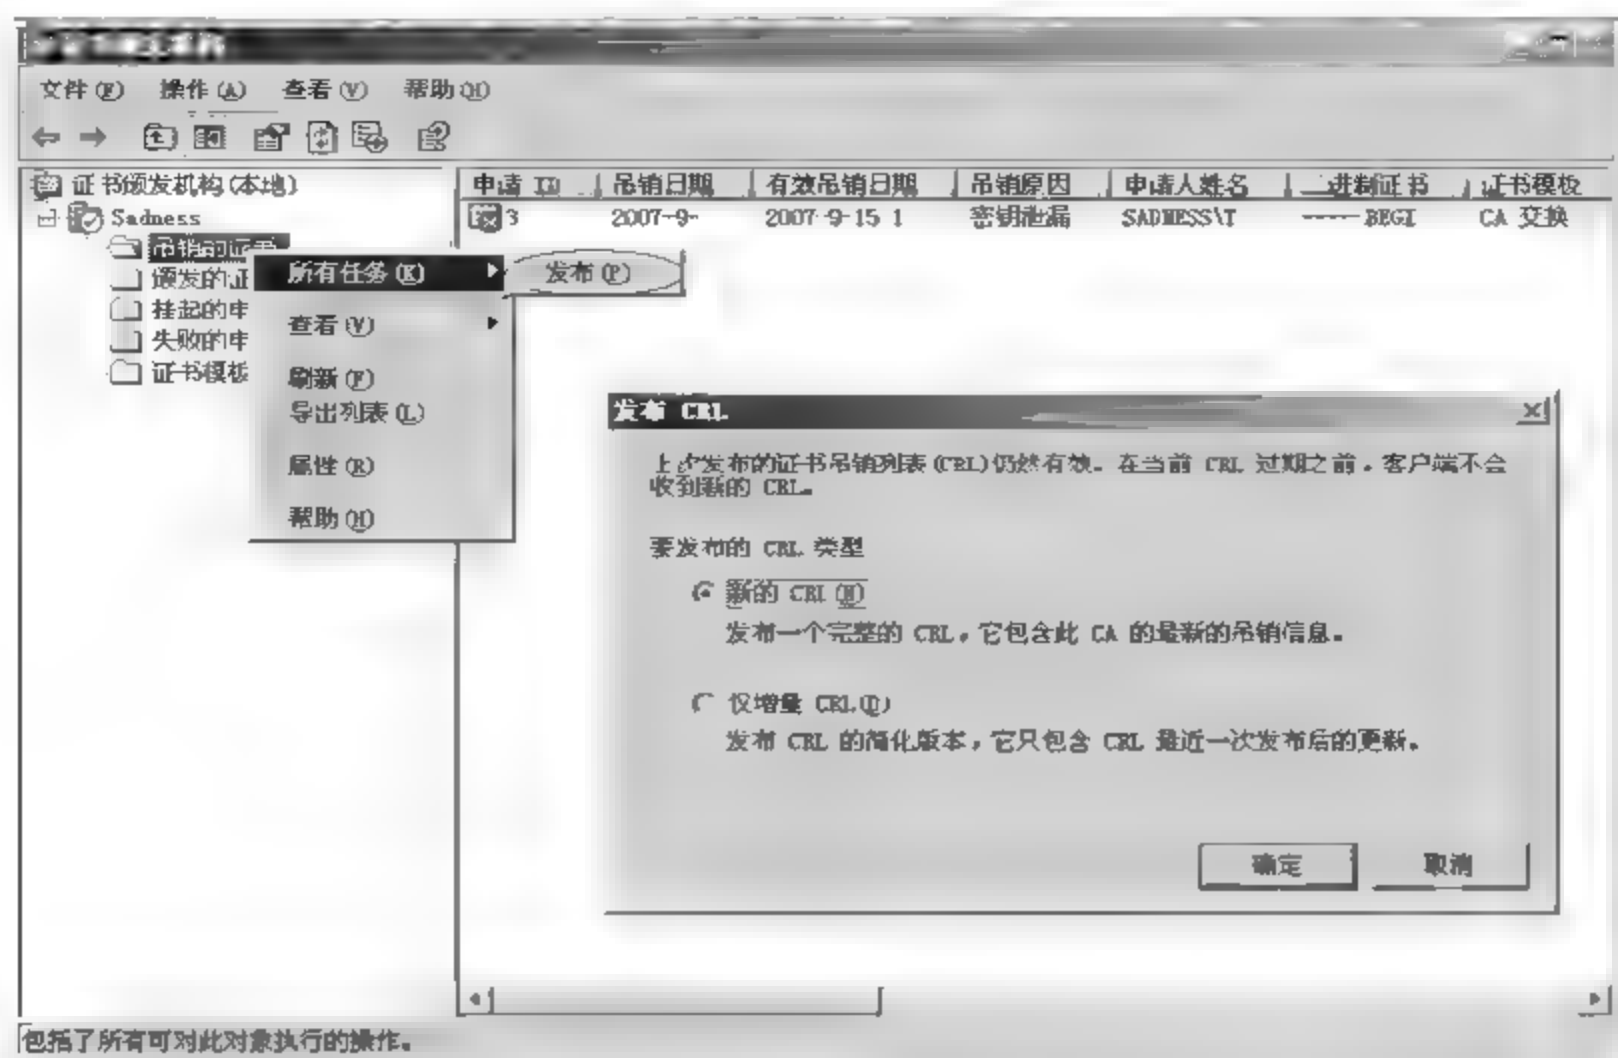 文件(F) 操作(A) 查看(V) 帮助(H)
证书颁发机构(本地)
Sadness
吊销的证书
颁发的证
挂起的申
失败的申
证书模板
所有任务(K)
发布(P)
查看(V)
刷新(F)
导出列表(L)
属性(R)
帮助(H)
申请 ID 吊销日期 有效吊销日期 吊销原因 申请人姓名 二进制证书 证书模板
3 2007-9- 2007-9-15 1 密钥泄漏 SADNESS\T -----BEGI CA 交换
发布 CRL
上次发布的证书吊销列表(CRL)仍然有效。在当前 CRL 过期之前，客户端不会
收到新的 CRL。
要发布的 CRL 类型
新的 CRL(N)
发布一个完整的 CRL，它包含此 CA 的最新的吊销信息。
仅增量 CRL(D)
发布 CRL 的简化版本，它只包含 CRL 最近一次发布后的更新。
确定 取消
包括了所有可对此对象执行的操作。